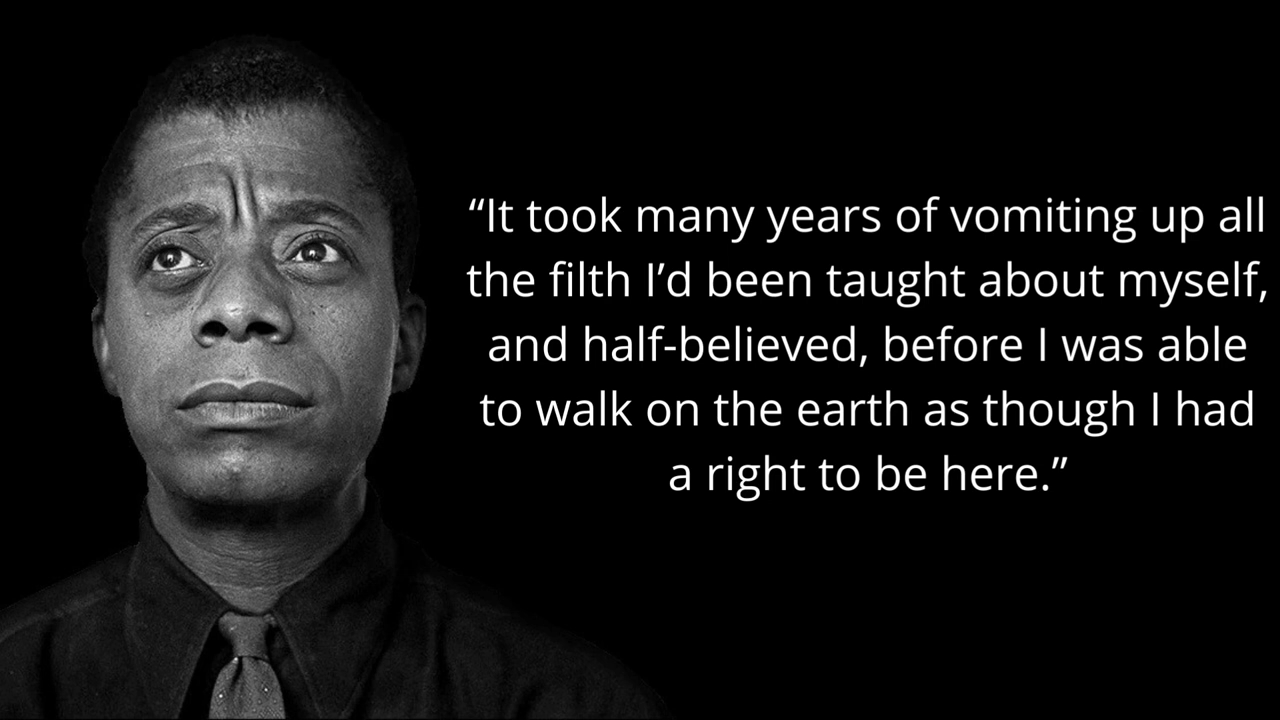 “It took many years of vomiting up all
the filth I’d been taught about myself,
and half-believed, before I was able
to walk on the earth as though I had
a right to be here.”